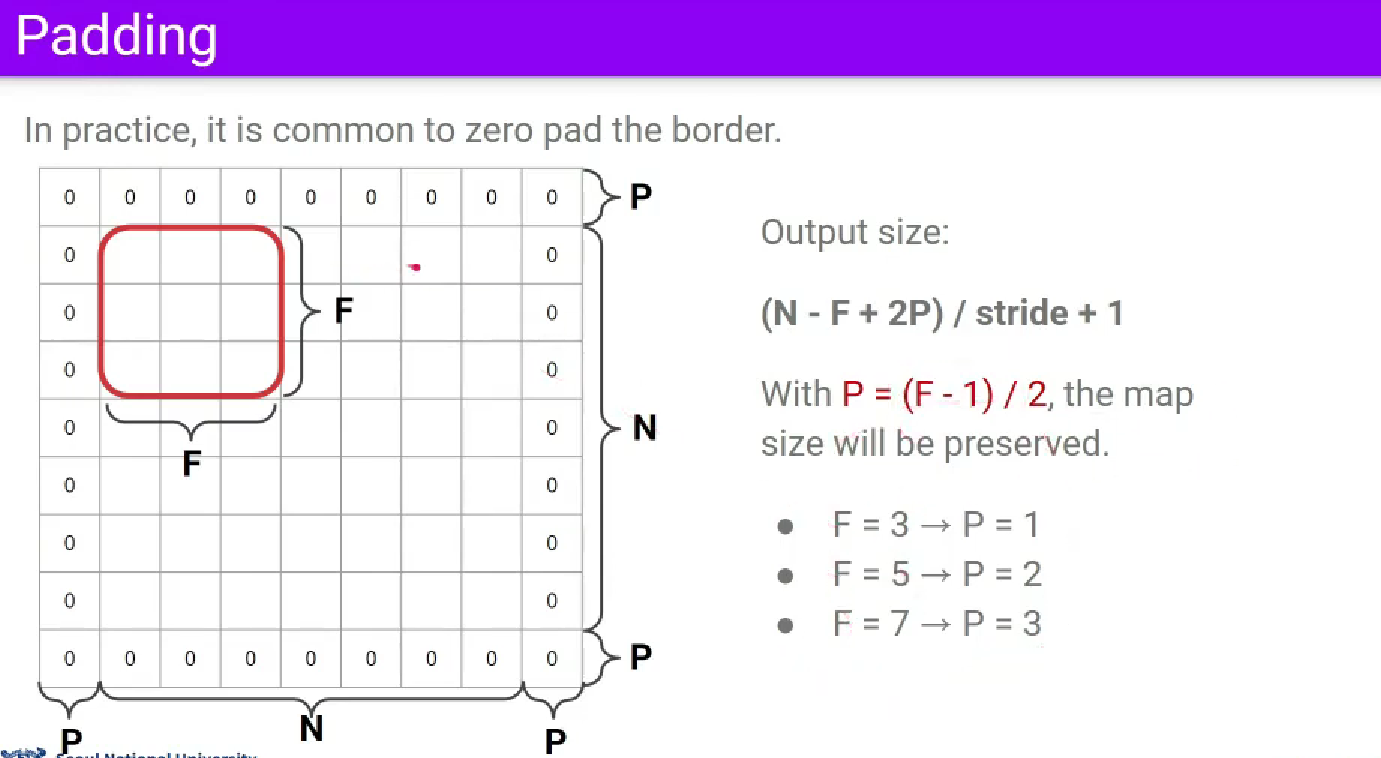 Padding
In practice, it is common to zero pad the border.
0 0 0 0 0 0 0 0 0 P
0 0
0 F 0
0 0
0 0 N
F
0 0
0 0
0 0
0 0 0 0 0 0 0 0 0 P
P N P
Seoul National University
Output size:
(N - F + 2P) / stride + 1
With P = (F - 1) / 2, the map
size will be preserved.
● F = 3 → P = 1
● F = 5 → P = 2
● F = 7 → P = 3